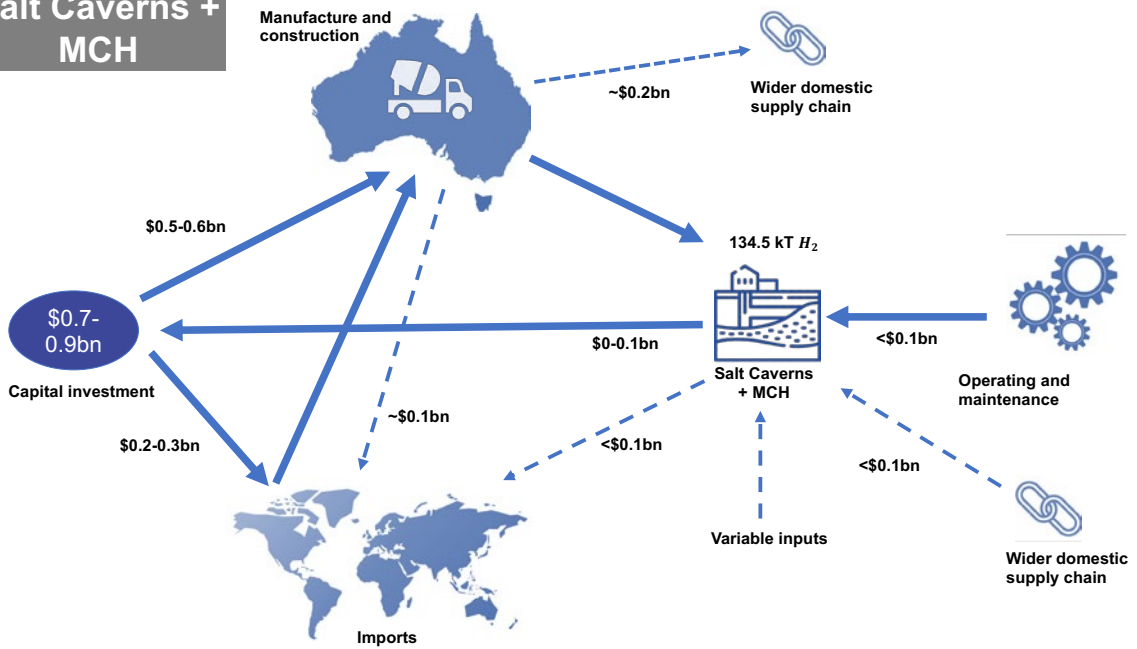 alt Caverns +
MCH
Manufacture and
construction
~$0.2bn
Wider domestic
supply chain
$0.5-0.6bn
134.5 kT H₂
$0.7-
0.9bn
Capital investment
$0-0.1bn
<$0.1bn
Salt Caverns
+ MCH
Operating and
maintenance
$0.2-0.3bn
~$0.1bn
<$0.1bn
<$0.1bn
Variable inputs
Wider domestic
supply chain
Imports